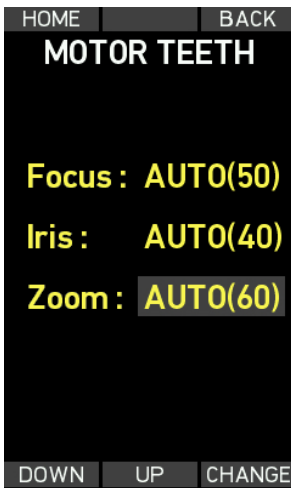 HOME BACK
MOTOR TEETH
Focus : AUTO(50)
Iris : AUTO(40)
Zoom : AUTO(60)
DOWN UP CHANGE